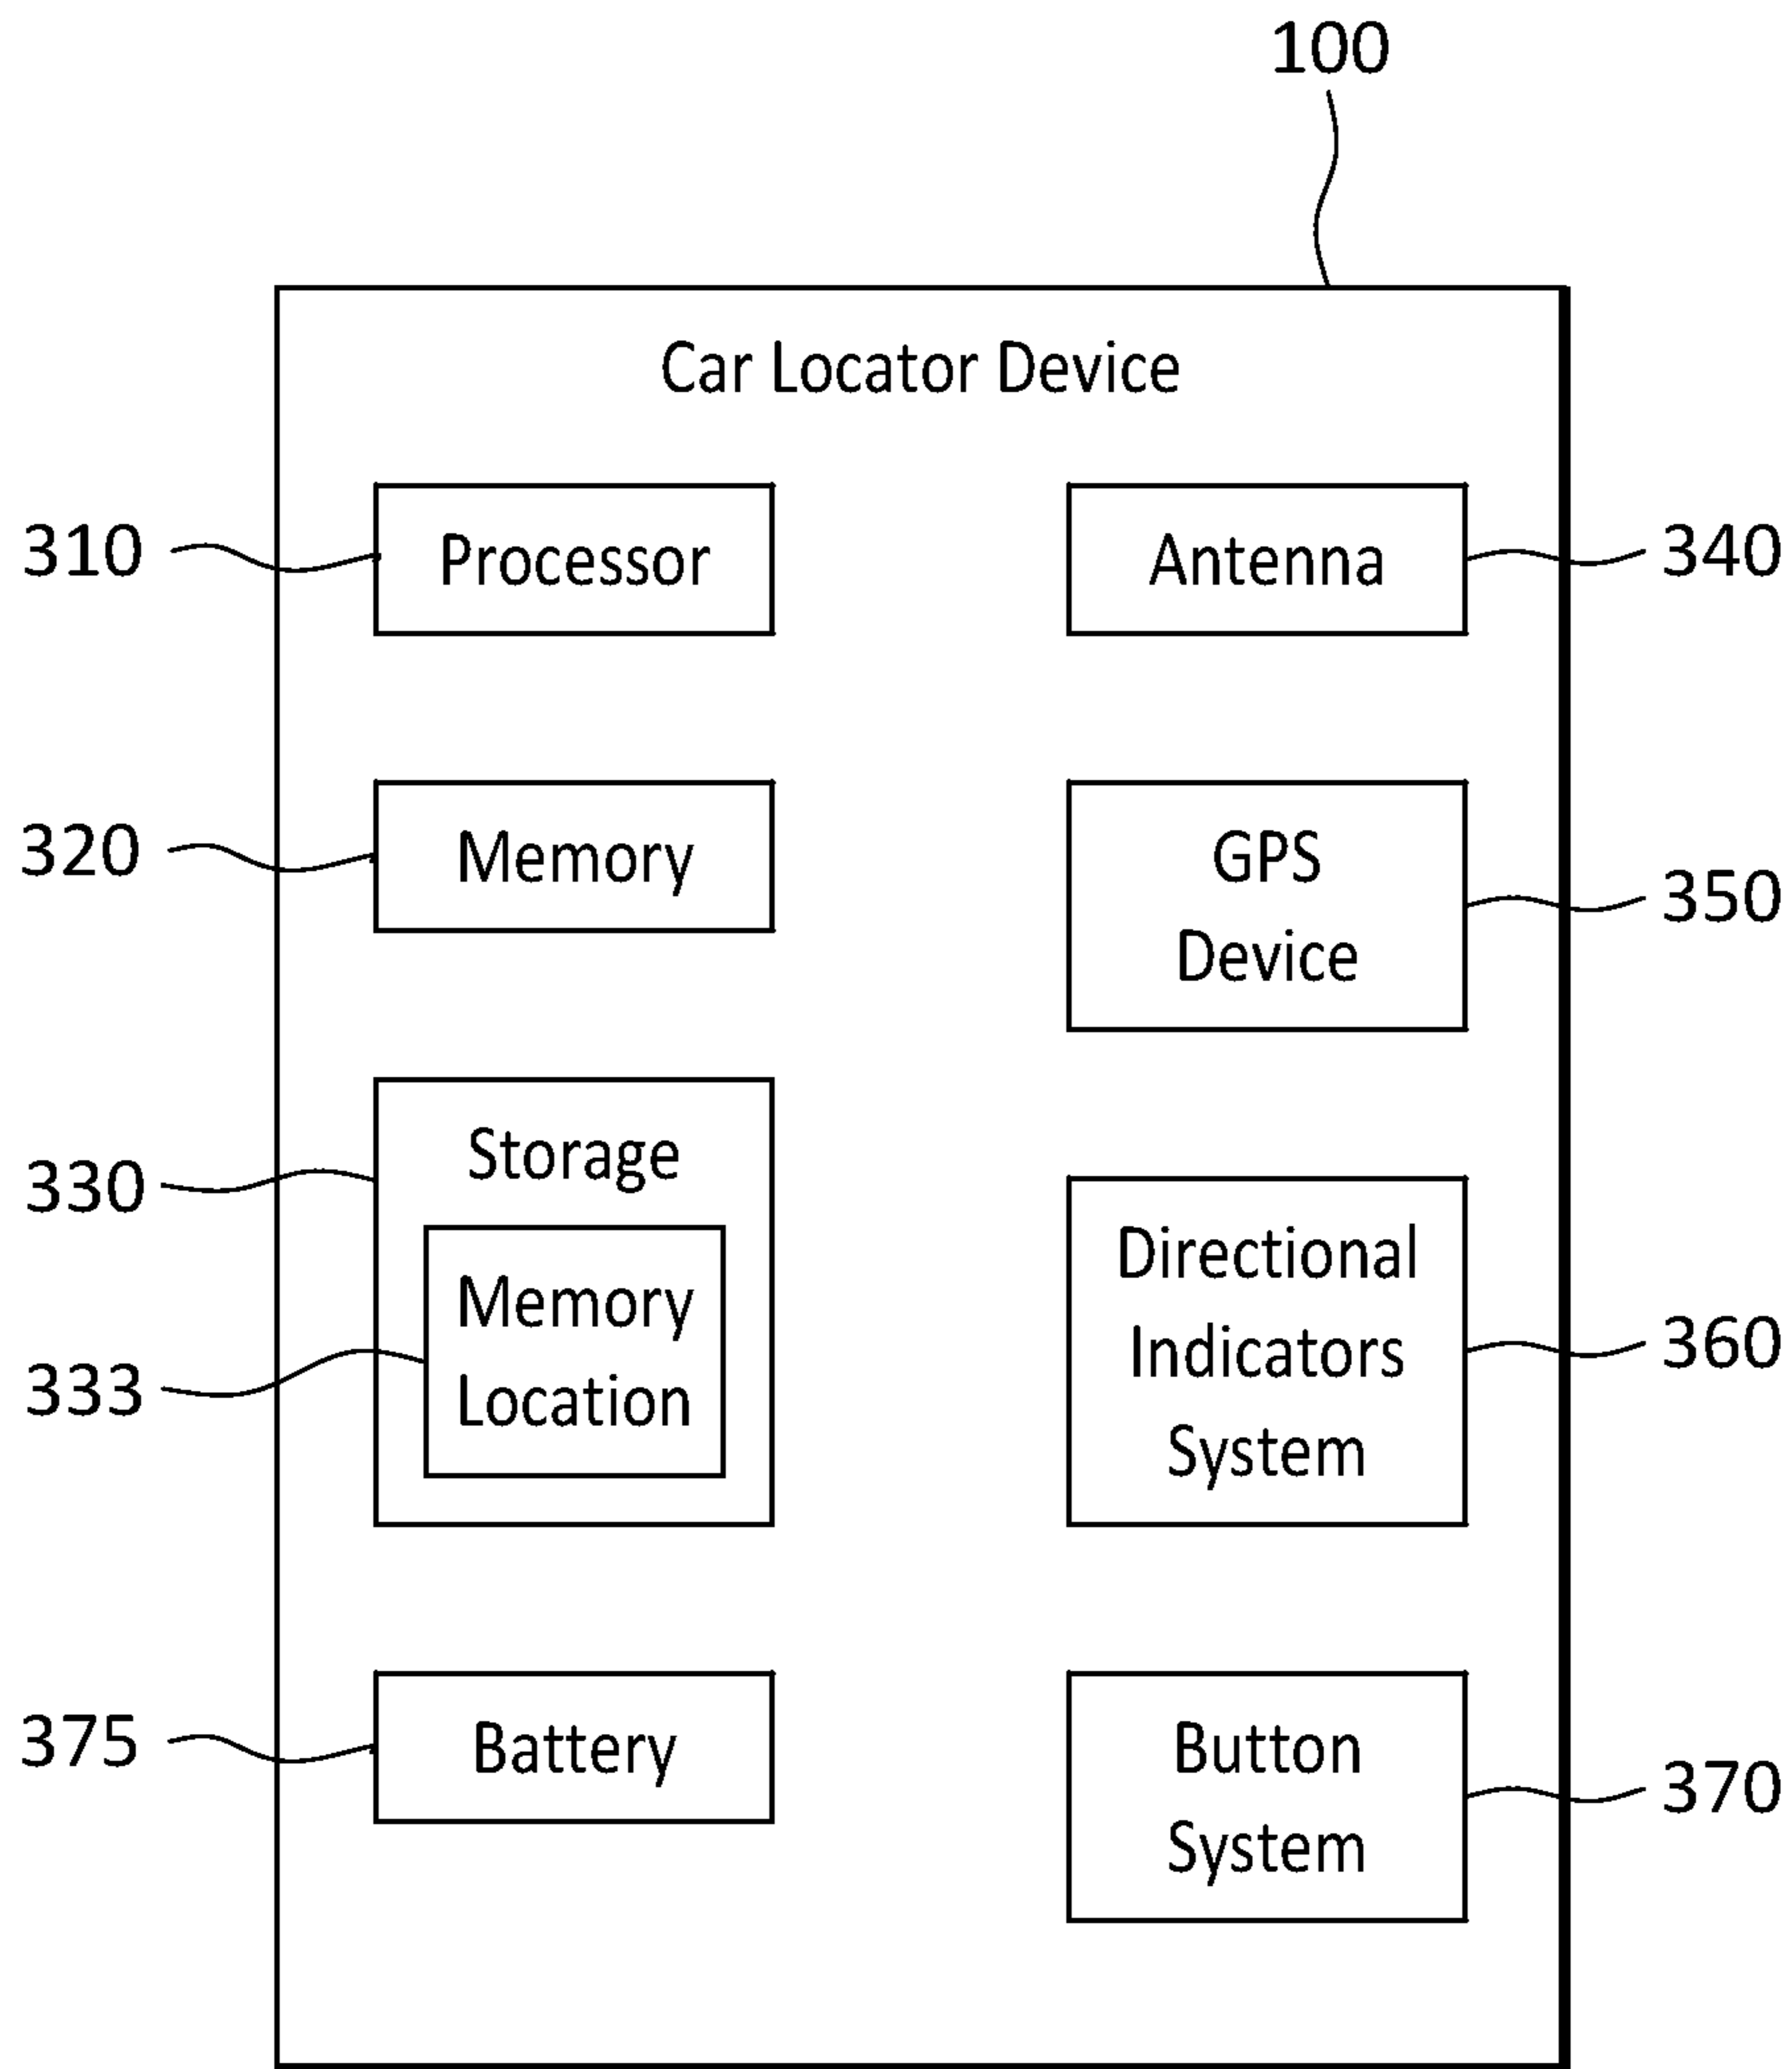 100
Car Locator Device
310
Processor
Antenna
340
320
Memory
GPS
Device
350
330
Storage
333
Memory
Location
Directional
Indicators
System
360
375
Battery
Button
System
370